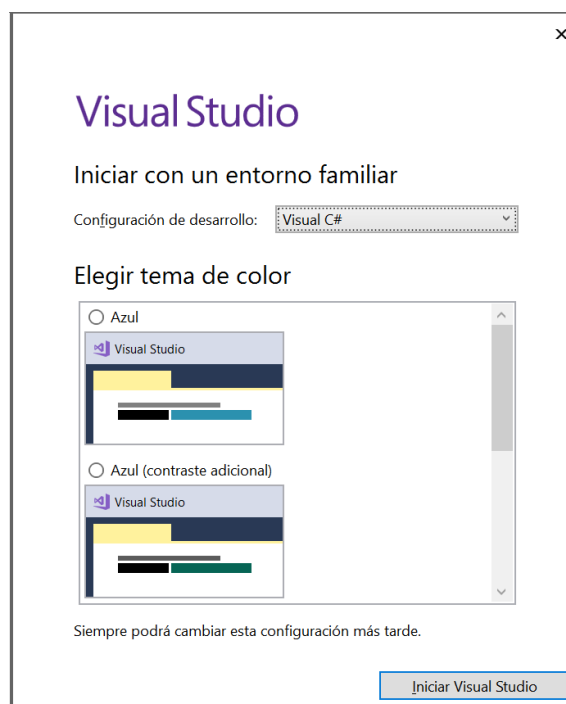 Visual Studio
Iniciar con un entorno familiar
Configuración de desarrollo: Visual C#
Elegir tema de color
Azul
Visual Studio
Azul (contraste adicional)
Visual Studio
Siempre podrá cambiar esta configuración más tarde.
Iniciar Visual Studio